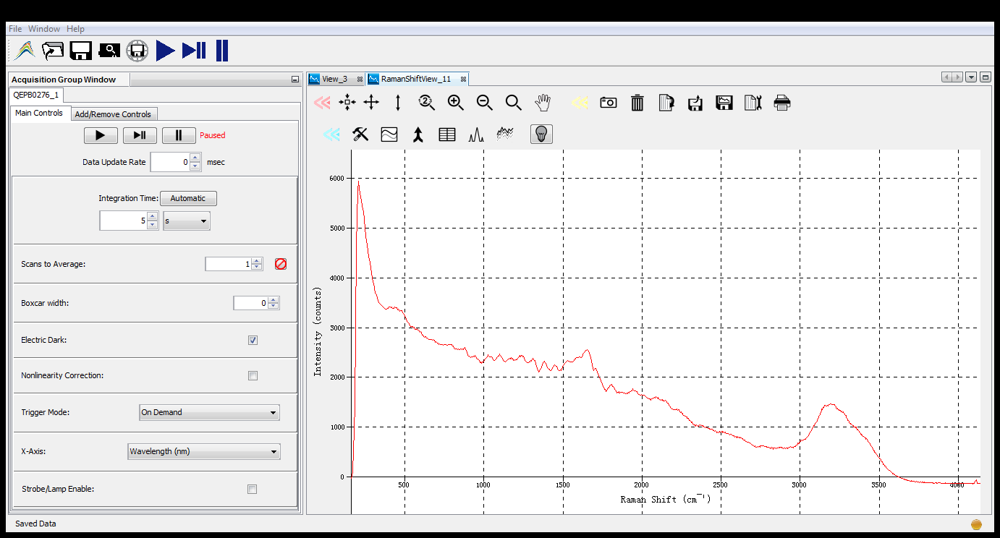 File Window Help
Acquisition Group Window
QEPB0276_1
Main Controls Add/Remove Controls
Paused
Data Update Rate 0 msec
Integration Time: Automatic
5 s
Scans to Average: 1
Boxcar width: 0
Electric Dark:
Nonlinearity Correction:
Trigger Mode: On Demand
X-Axis: Wavelength (nm)
Strobe/Lamp Enable:
Saved Data
View_3 RamanShiftView_11
2
6000
5000
4000
3000
2000
1000
0
Intensity (counts)
500 1000 1500 2000 2500 3000 3500 4000
Raman Shift (cm⁻¹)